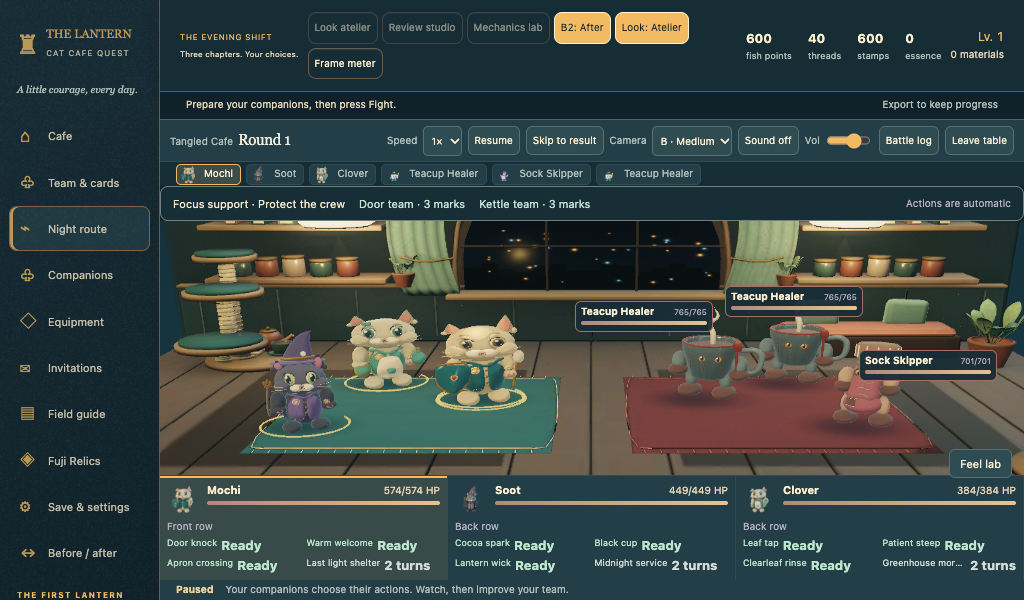 THE LANTERN
CAT CAFE QUEST
A little courage, every day.
Cafe
Team & cards
Night route
Companions
Equipment
Invitations
Field guide
Fuji Relics
Save & settings
Before / after
THE FIRST LANTERN
THE EVENING SHIFT
Three chapters. Your choices.
Look atelier
Review studio
Mechanics lab
B2: After
Look: Atelier
Frame meter
600
fish points
40
threads
600
stamps
0
essence
Lv. 1
0 materials
Prepare your companions, then press Fight.
Export to keep progress
Tangled Cafe Round 1
Speed
1x
Resume
Skip to result
Camera
B · Medium
Sound off
Vol
Battle log
Leave table
Mochi
Soot
Clover
Teacup Healer
Sock Skipper
Teacup Healer
Focus support · Protect the crew
Door team · 3 marks
Kettle team · 3 marks
Actions are automatic
Teacup Healer 765/765
Teacup Healer 765/765
Sock Skipper 701/701
Feel lab
Mochi 574/574 HP
Front row
Door knock Ready
Warm welcome Ready
Apron crossing Ready
Last light shelter 2 turns
Soot 449/449 HP
Back row
Cocoa spark Ready
Black cup Ready
Lantern wick Ready
Midnight service 2 turns
Clover 384/384 HP
Back row
Leaf tap Ready
Patient steep Ready
Clearleaf rinse Ready
Greenhouse mor... 2 turns
Paused Your companions choose their actions. Watch, then improve your team.